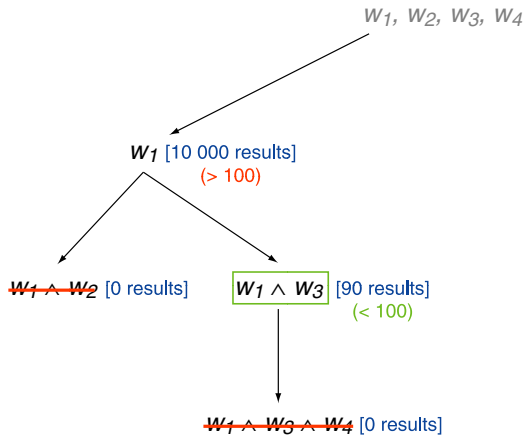 w1, w2, w3, w4
w1 [10 000 results]
(> 100)
w1 ∧ w2 [0 results]
w1 ∧ w3 [90 results]
(< 100)
w1 ∧ w3 ∧ w4 [0 results]